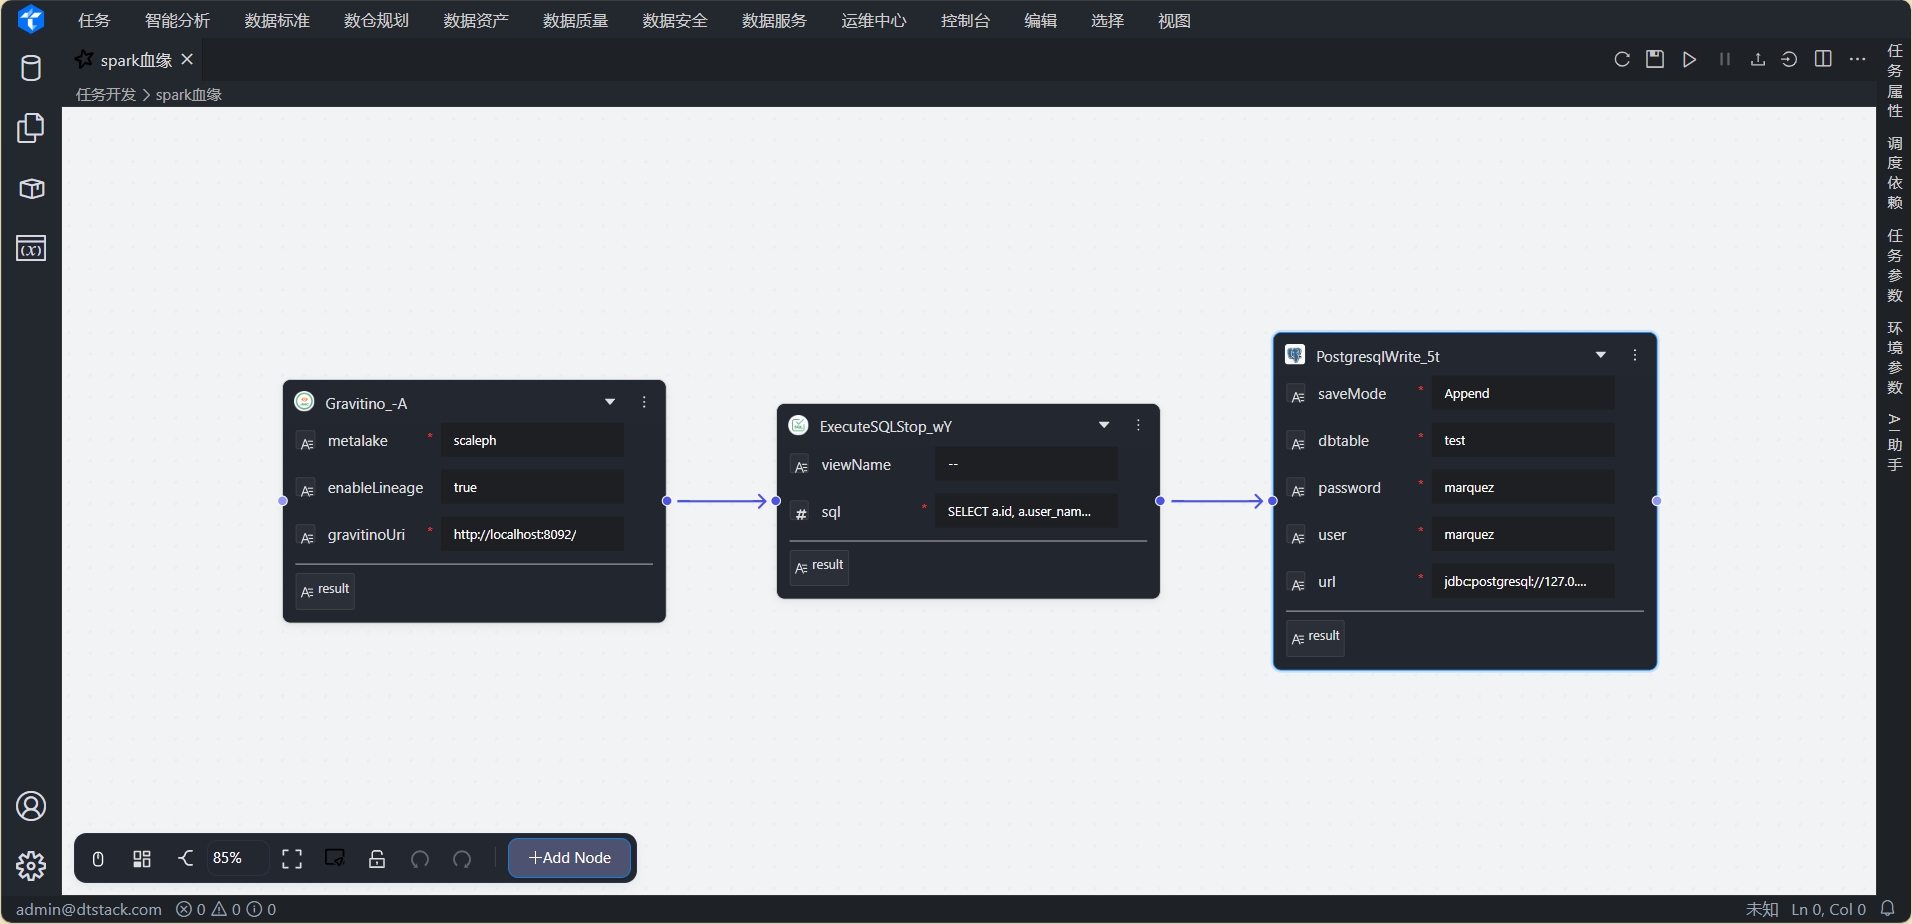 任务 智能分析 数据标准 数仓规划 数据资产 数据质量 数据安全 数据服务 运维中心 控制台 编辑 选择 视图
spark血缘
任务开发 > spark血缘
Gravitino_-A
metalake * scaleph
enableLineage true
gravitinoUri * http://localhost:8092/
result
ExecuteSQLStop_wY
viewName --
sql * SELECT a.id, a.user_nam...
result
PostgresqlWrite_5t
saveMode * Append
dbtable * test
password * marquez
user * marquez
url * jdbc:postgresql://127.0....
result
任务属性
调度依赖
任务参数
环境参数
AI助手
85% +Add Node
admin@dtstack.com 0 0 0 未知 Ln 0, Col 0